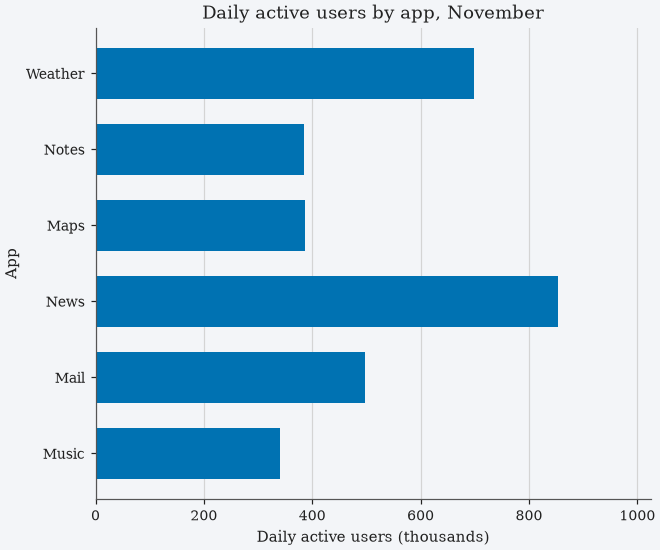 Daily active users by app, November
Weather
Notes
Maps
News
Mail
Music
App
0 200 400 600 800 1000
Daily active users (thousands)